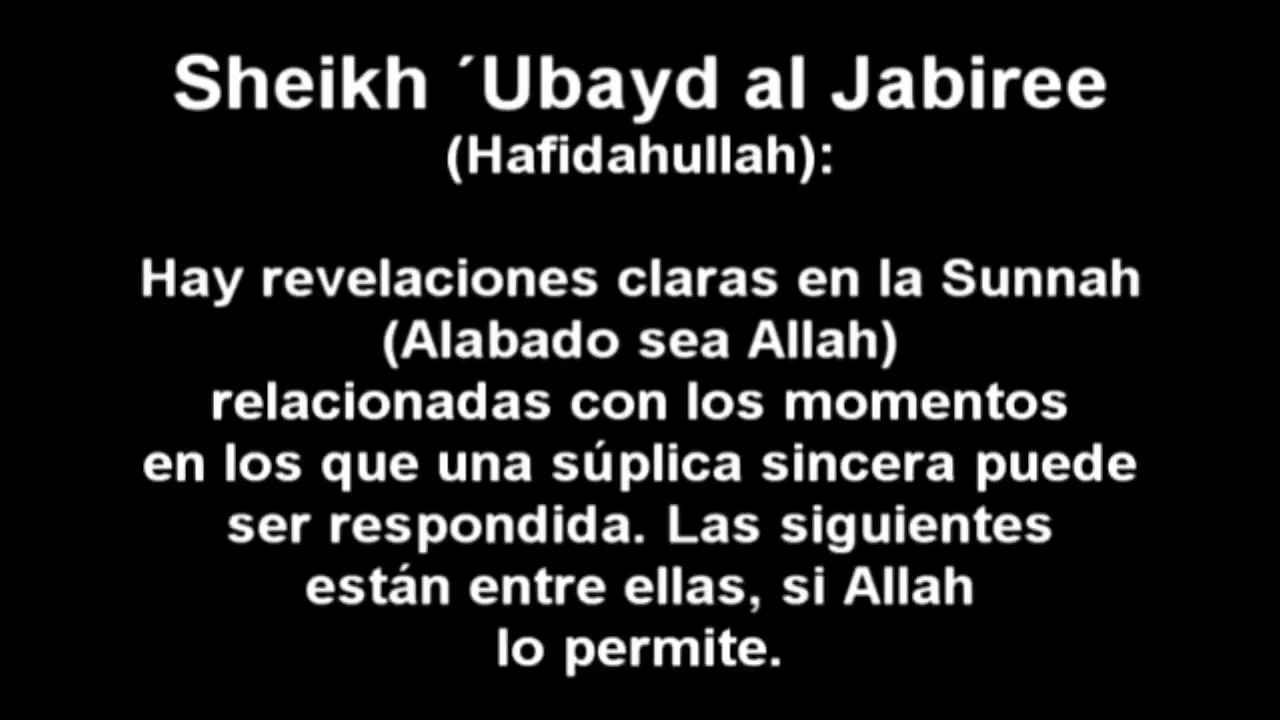 Sheikh ´Ubayd al Jabiree
(Hafidahullah):
Hay revelaciones claras en la Sunnah
(Alabado sea Allah)
relacionadas con los momentos
en los que una súplica sincera puede
ser respondida. Las siguientes
están entre ellas, si Allah
lo permite.